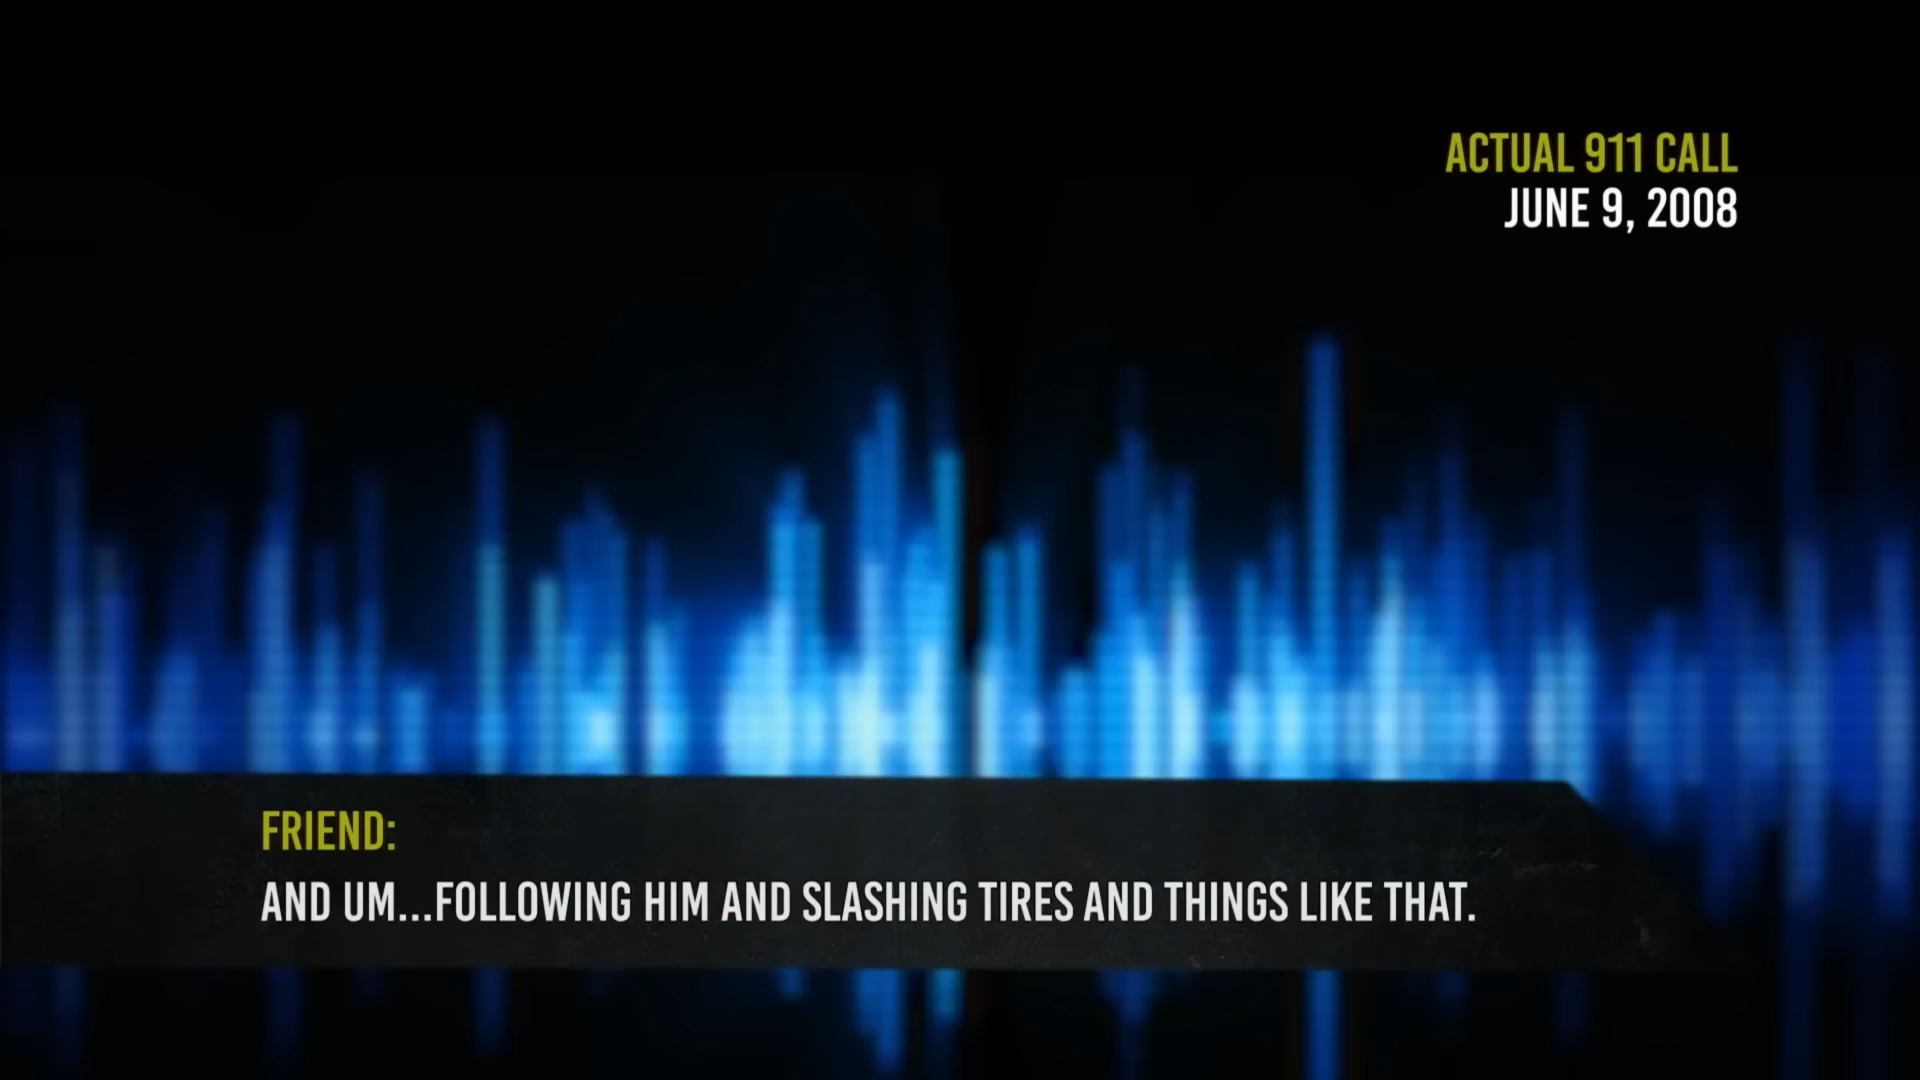 ACTUAL 911 CALL
JUNE 9, 2008
FRIEND:
AND UM...FOLLOWING HIM AND SLASHING TIRES AND THINGS LIKE THAT.